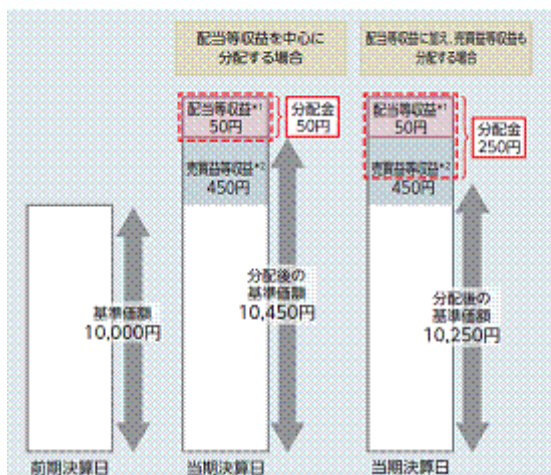 配当等収益を中心に
分配する場合
配当等収益に加え、売買益等収益も
分配する場合
配当等収益*1
50円
分配金
50円
売買益等収益*2
450円
配当等収益*1
50円
分配金
250円
売買益等収益*2
450円
基準価額
10,000円
分配後の
基準価額
10,450円
分配後の
基準価額
10,250円
前期決算日
当期決算日
当期決算日